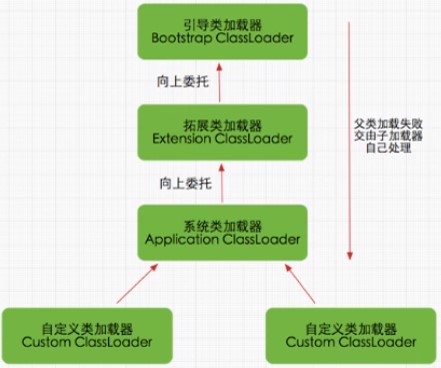 引导类加载器
Bootstrap ClassLoader
向上委托
拓展类加载器
Extension ClassLoader
父类加载失败
交由子加载器
自己处理
向上委托
系统类加载器
Application ClassLoader
自定义类加载器
Custom ClassLoader
自定义类加载器
Custom ClassLoader